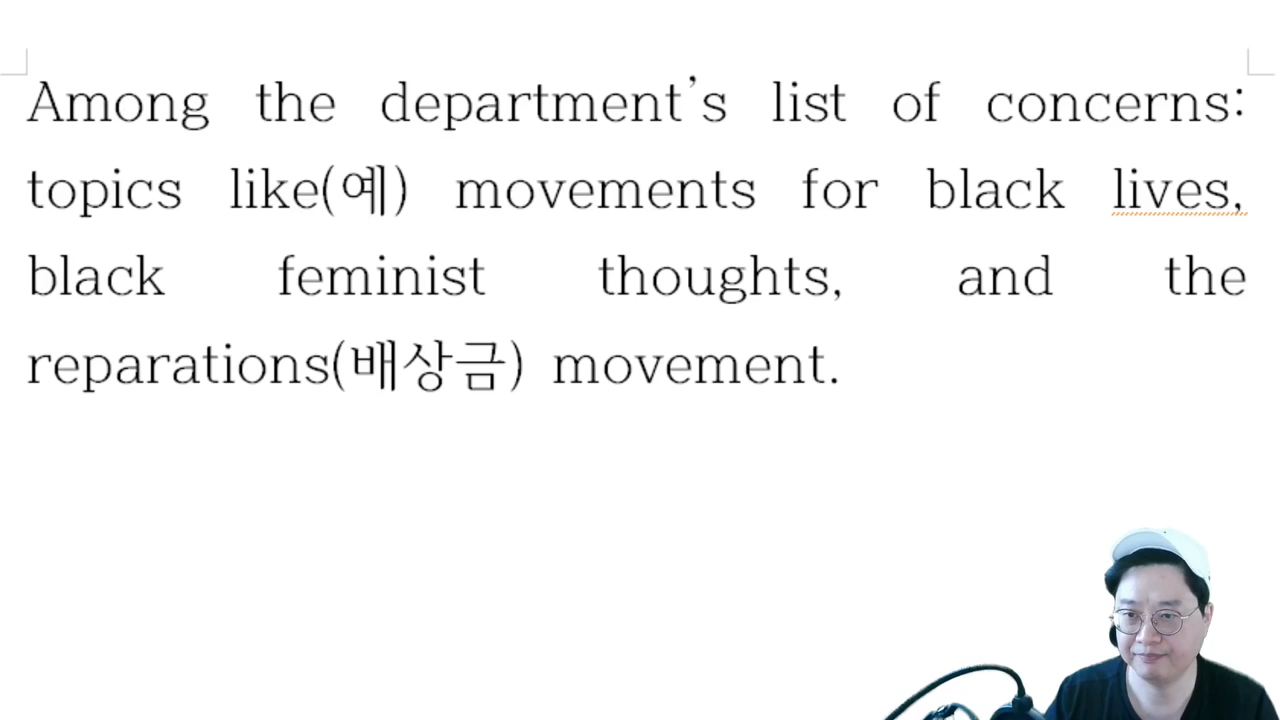 Among the department's list of concerns:
topics like(예) movements for black lives,
black feminist thoughts, and the
reparations(배상금) movement.